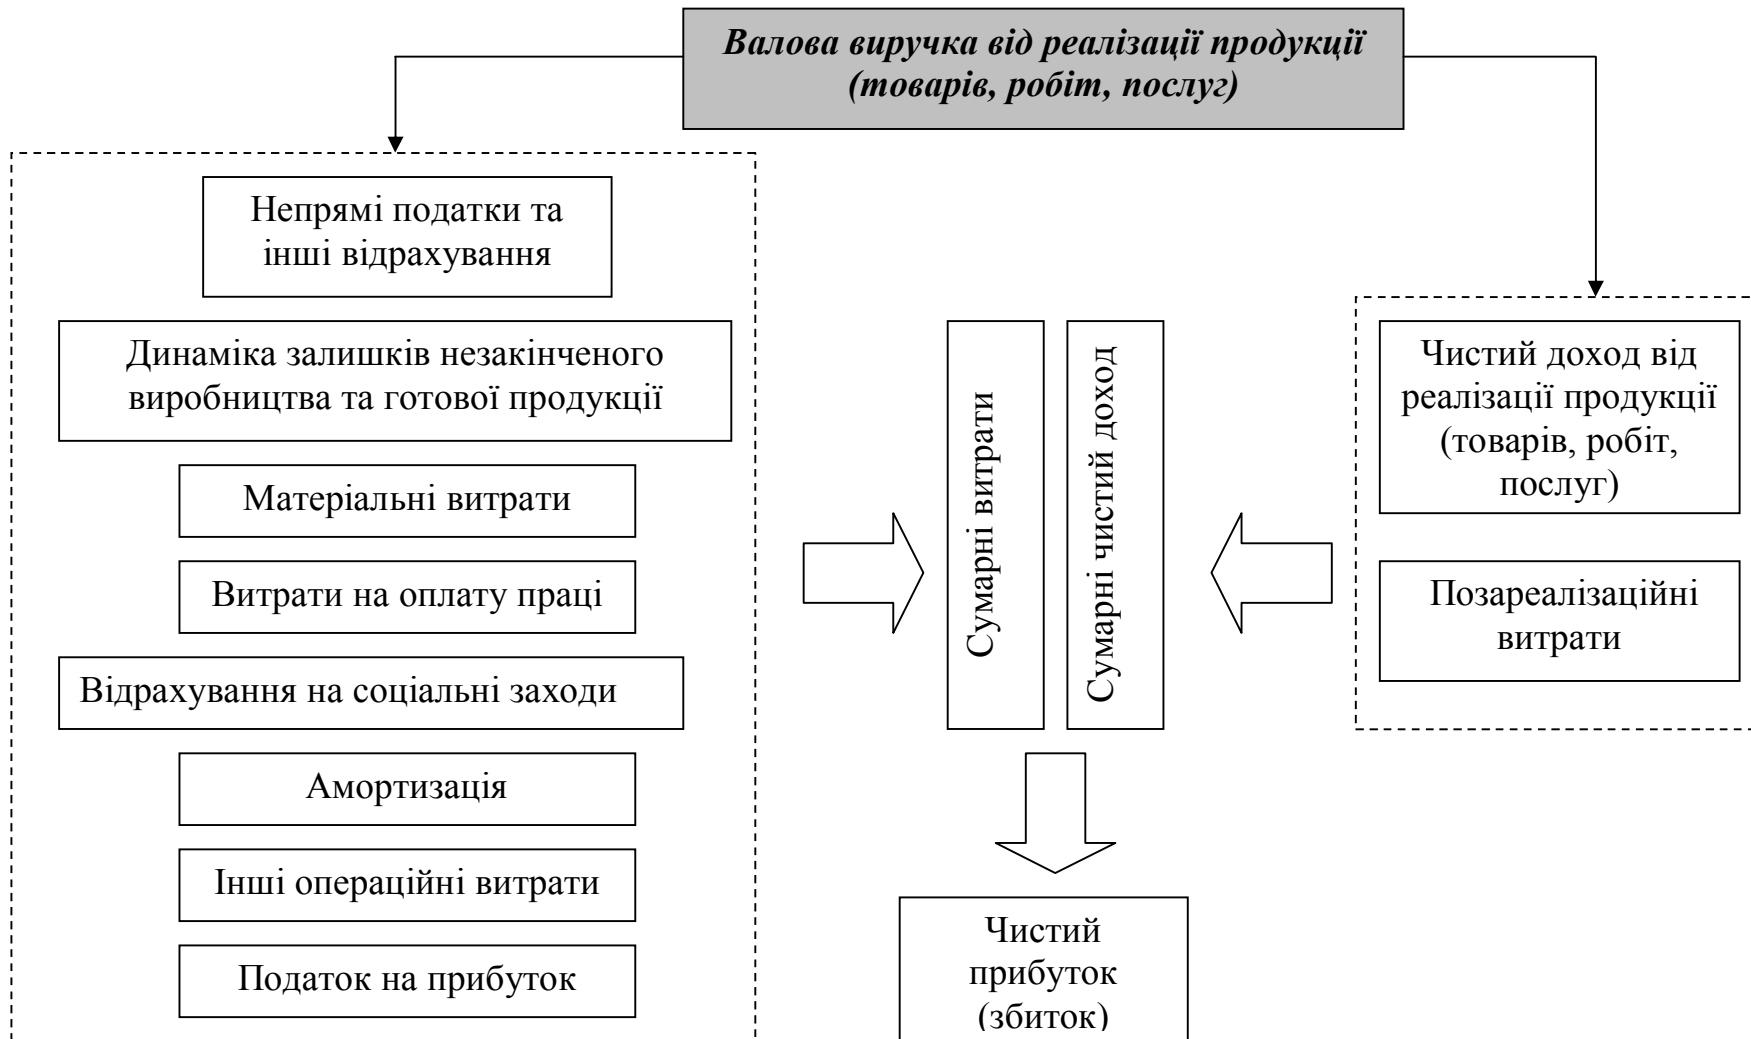 Валова виручка від реалізації продукції
(товарів, робіт, послуг)
Непрямі податки та
інші відрахування
Динаміка залишків незакінченого
виробництва та готової продукції
Матеріальні витрати
Витрати на оплату праці
Відрахування на соціальні заходи
Амортизація
Інші операційні витрати
Податок на прибуток
Сумарні витрати
Сумарні чистий доход
Чистий доход від
реалізації продукції
(товарів, робіт,
послуг)
Позареалізаційні
витрати
Чистий
прибуток
(збиток)